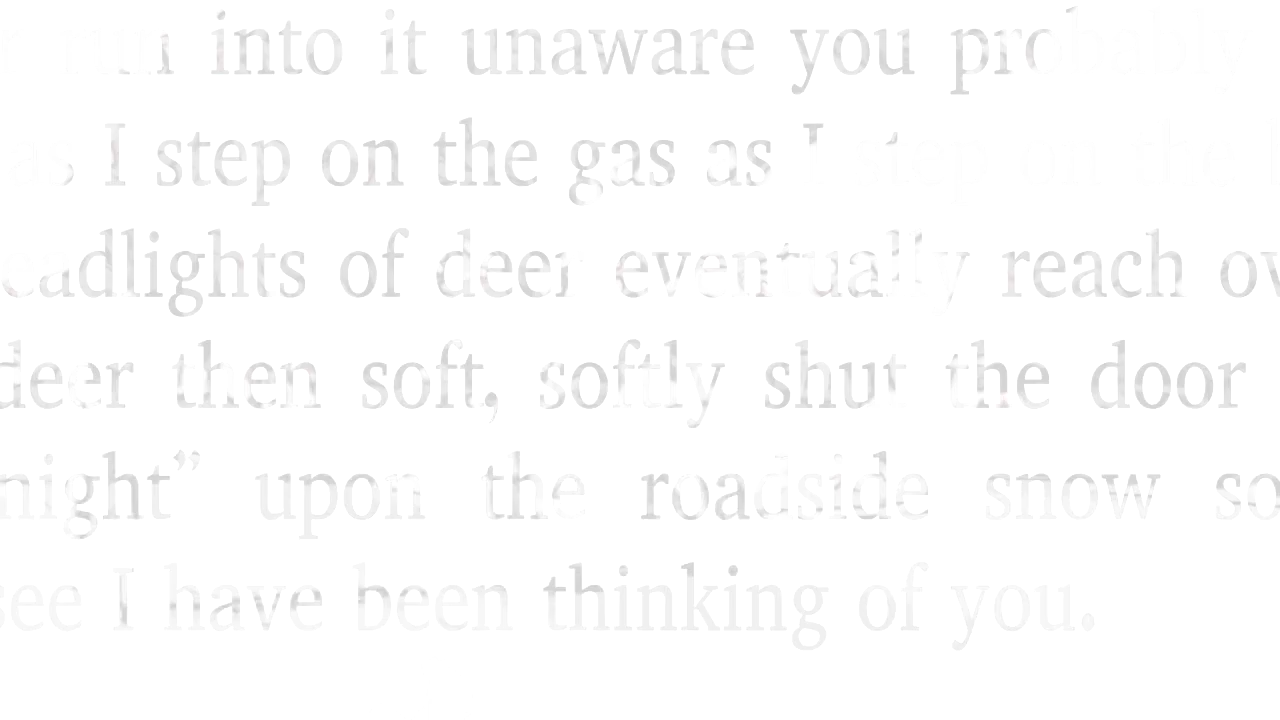 run into it unaware you probably
as I step on the gas as I step on the
eadlights of deer eventually reach ov
deer then soft, softly shut the door
night” upon the roadside snow so
see I have been thinking of you.